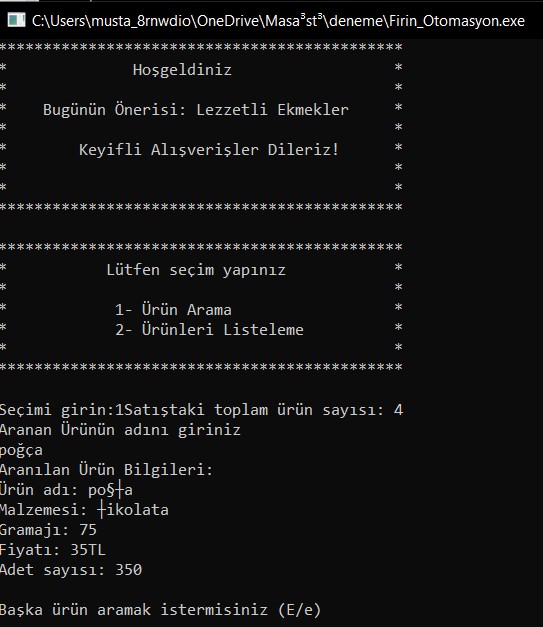 C:\Users\musta_8rnwdio\OneDrive\Masa³st³\deneme\Firin_Otomasyon.exe
*********************************************
* Hoşgeldiniz *
* *
* Bugünün Önerisi: Lezzetli Ekmekler *
* *
* Keyifli Alışverişler Dileriz! *
* *
* *
*********************************************
*********************************************
* Lütfen seçim yapınız *
* *
* 1- Ürün Arama *
* 2- Ürünleri Listeleme *
* *
*********************************************
Seçimi girin:1Satıştaki toplam ürün sayısı: 4
Aranan Ürünün adını giriniz
poğça
Aranılan Ürün Bilgileri:
Ürün adı: po§┼a
Malzemesi: ┼ikolata
Gramajı: 75
Fiyatı: 35TL
Adet sayısı: 350
Başka ürün aramak istermisiniz (E/e)